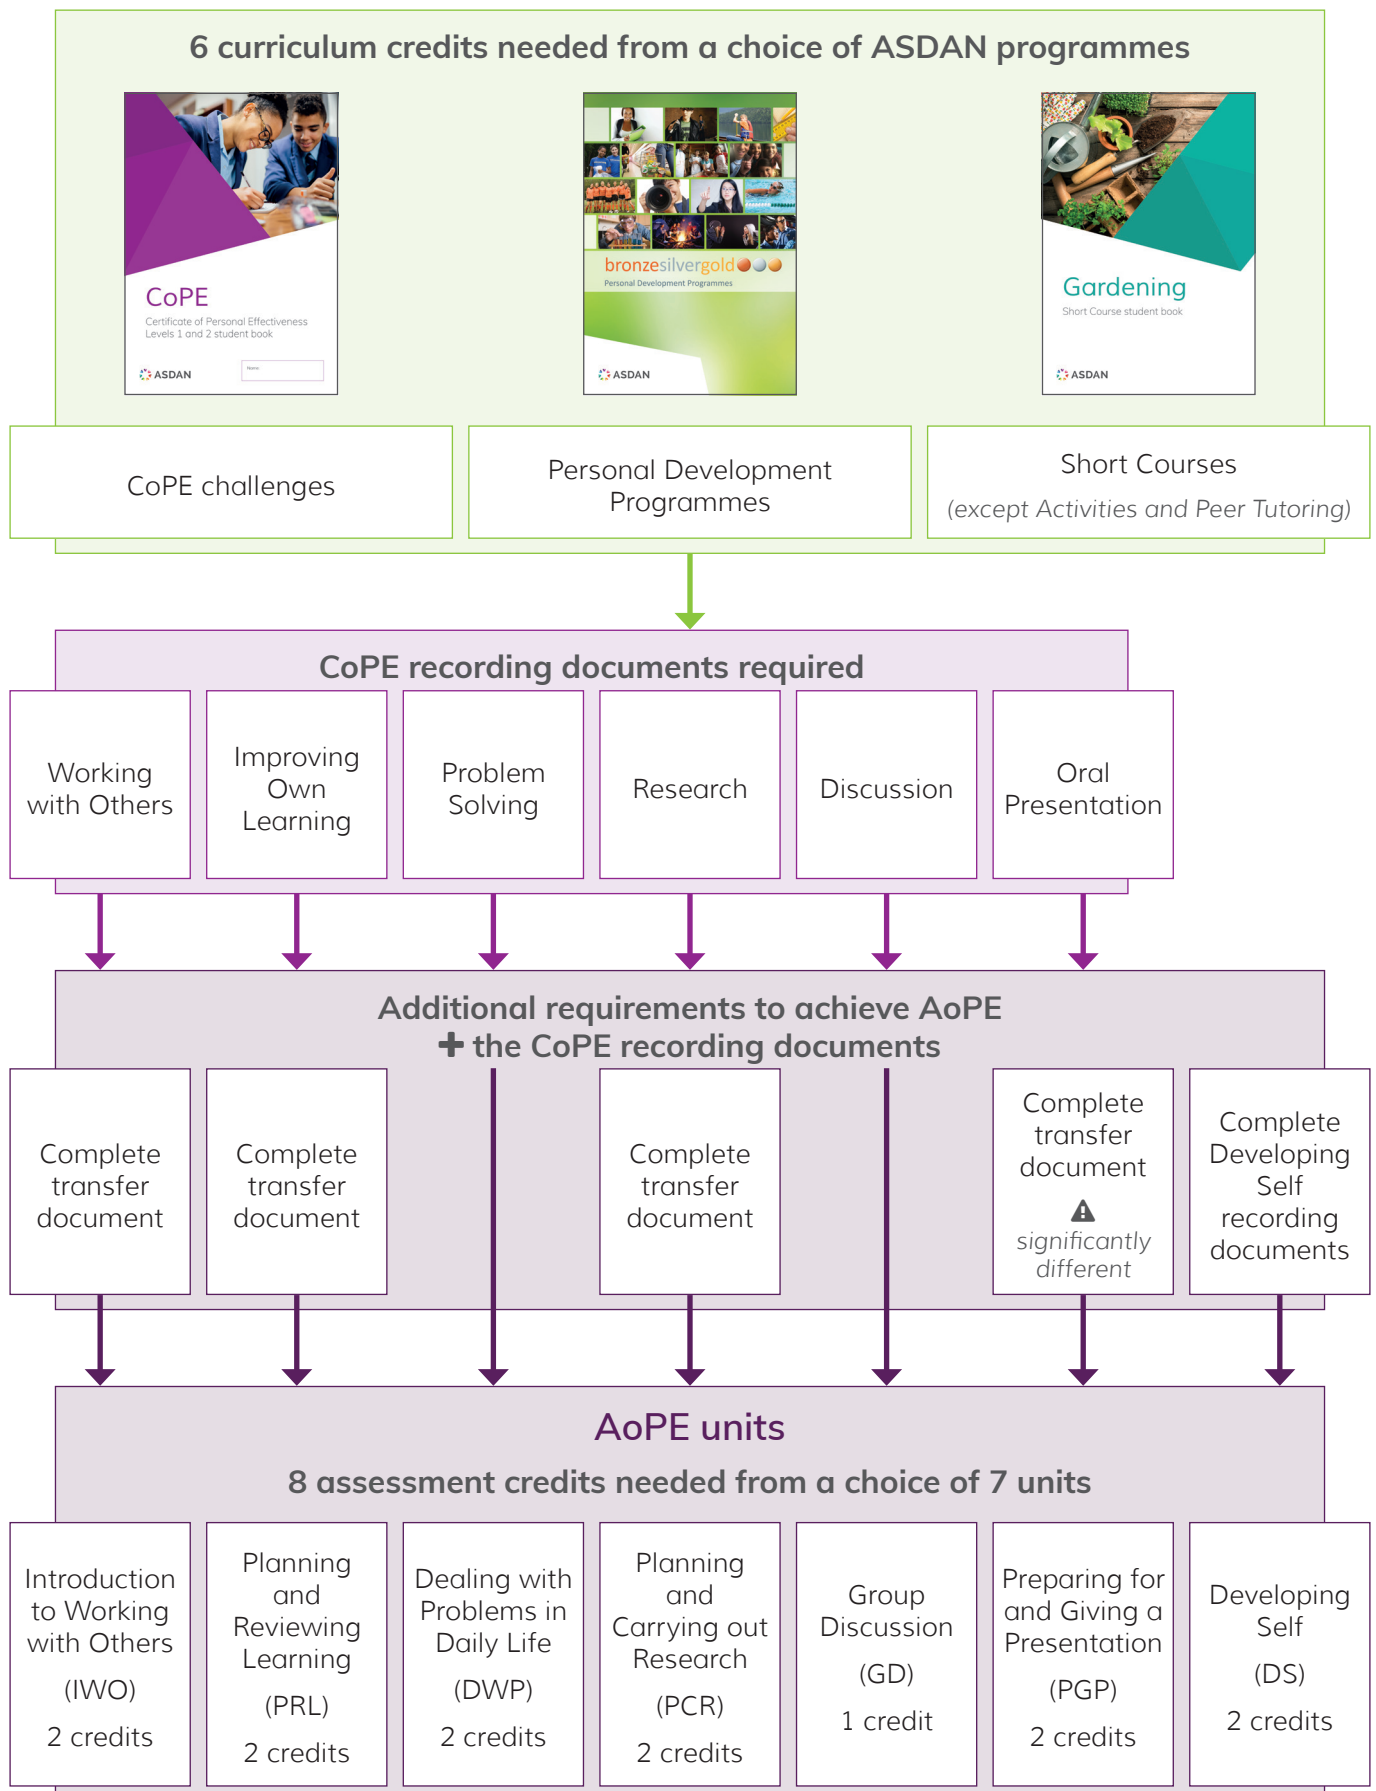 6 curriculum credits needed from a choice of ASDAN programmes
CoPE
Certificate of Personal Effectiveness
Levels 1 and 2 student book
ASDAN
Name:
bronzesilvergold
Personal Development Programmes
ASDAN
Gardening
Short Course student book
ASDAN
CoPE challenges
Personal Development
Programmes
Short Courses
(except Activities and Peer Tutoring)
CoPE recording documents required
Working
with Others
Improving
Own
Learning
Problem
Solving
Research
Discussion
Oral
Presentation
Additional requirements to achieve AoPE
+ the CoPE recording documents
Complete
transfer
document
Complete
transfer
document
Complete
transfer
document
Complete
transfer
document
significantly
different
Complete
Developing
Self
recording
documents
AoPE units
8 assessment credits needed from a choice of 7 units
Introduction
to Working
with Others
(IWO)
2 credits
Planning
and
Reviewing
Learning
(PRL)
2 credits
Dealing with
Problems in
Daily Life
(DWP)
2 credits
Planning
and
Carrying out
Research
(PCR)
2 credits
Group
Discussion
(GD)
1 credit
Preparing for
and Giving a
Presentation
(PGP)
2 credits
Developing
Self
(DS)
2 credits